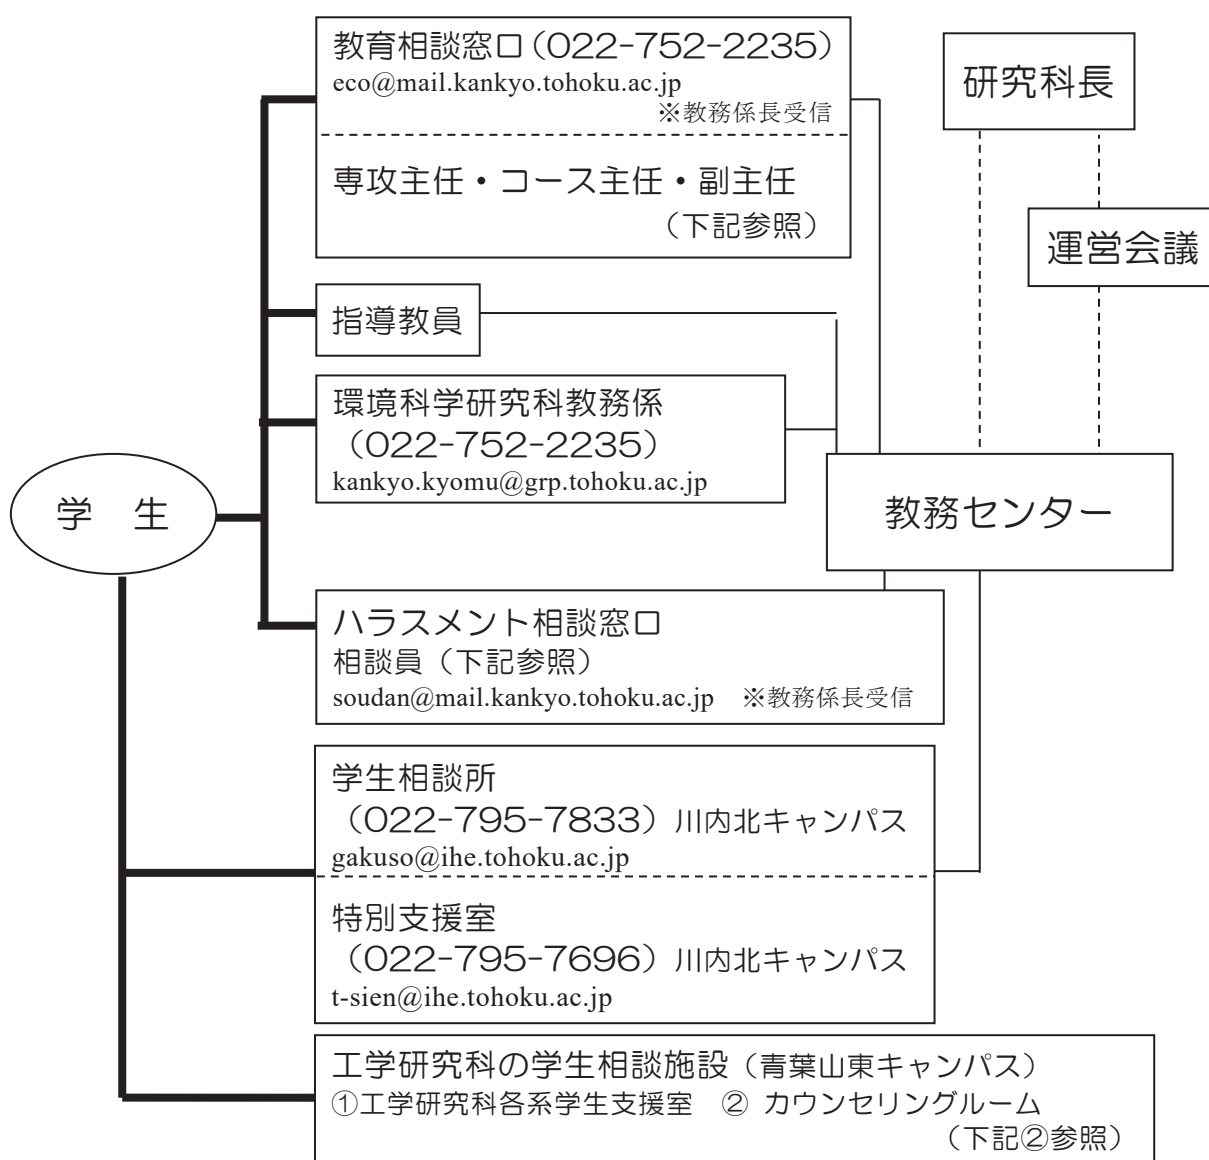 教育相談窓口（022-752-2235）
eco@mail.kankyo.tohoku.ac.jp
※教務係長受信
専攻主任・コース主任・副主任
（下記参照）
研究科長
運営会議
指導教員
環境科学研究科教務係
（022-752-2235）
kankyo.kyomu@grp.tohoku.ac.jp
学　生
教務センター
ハラスメント相談窓口
相談員（下記参照）
soudan@mail.kankyo.tohoku.ac.jp　※教務係長受信
学生相談所
（022-795-7833）川内北キャンパス
gakuso@ihe.tohoku.ac.jp
特別支援室
（022-795-7696）川内北キャンパス
t-sien@ihe.tohoku.ac.jp
工学研究科の学生相談施設（青葉山東キャンパス）
①工学研究科各系学生支援室　② カウンセリングルーム
（下記②参照）